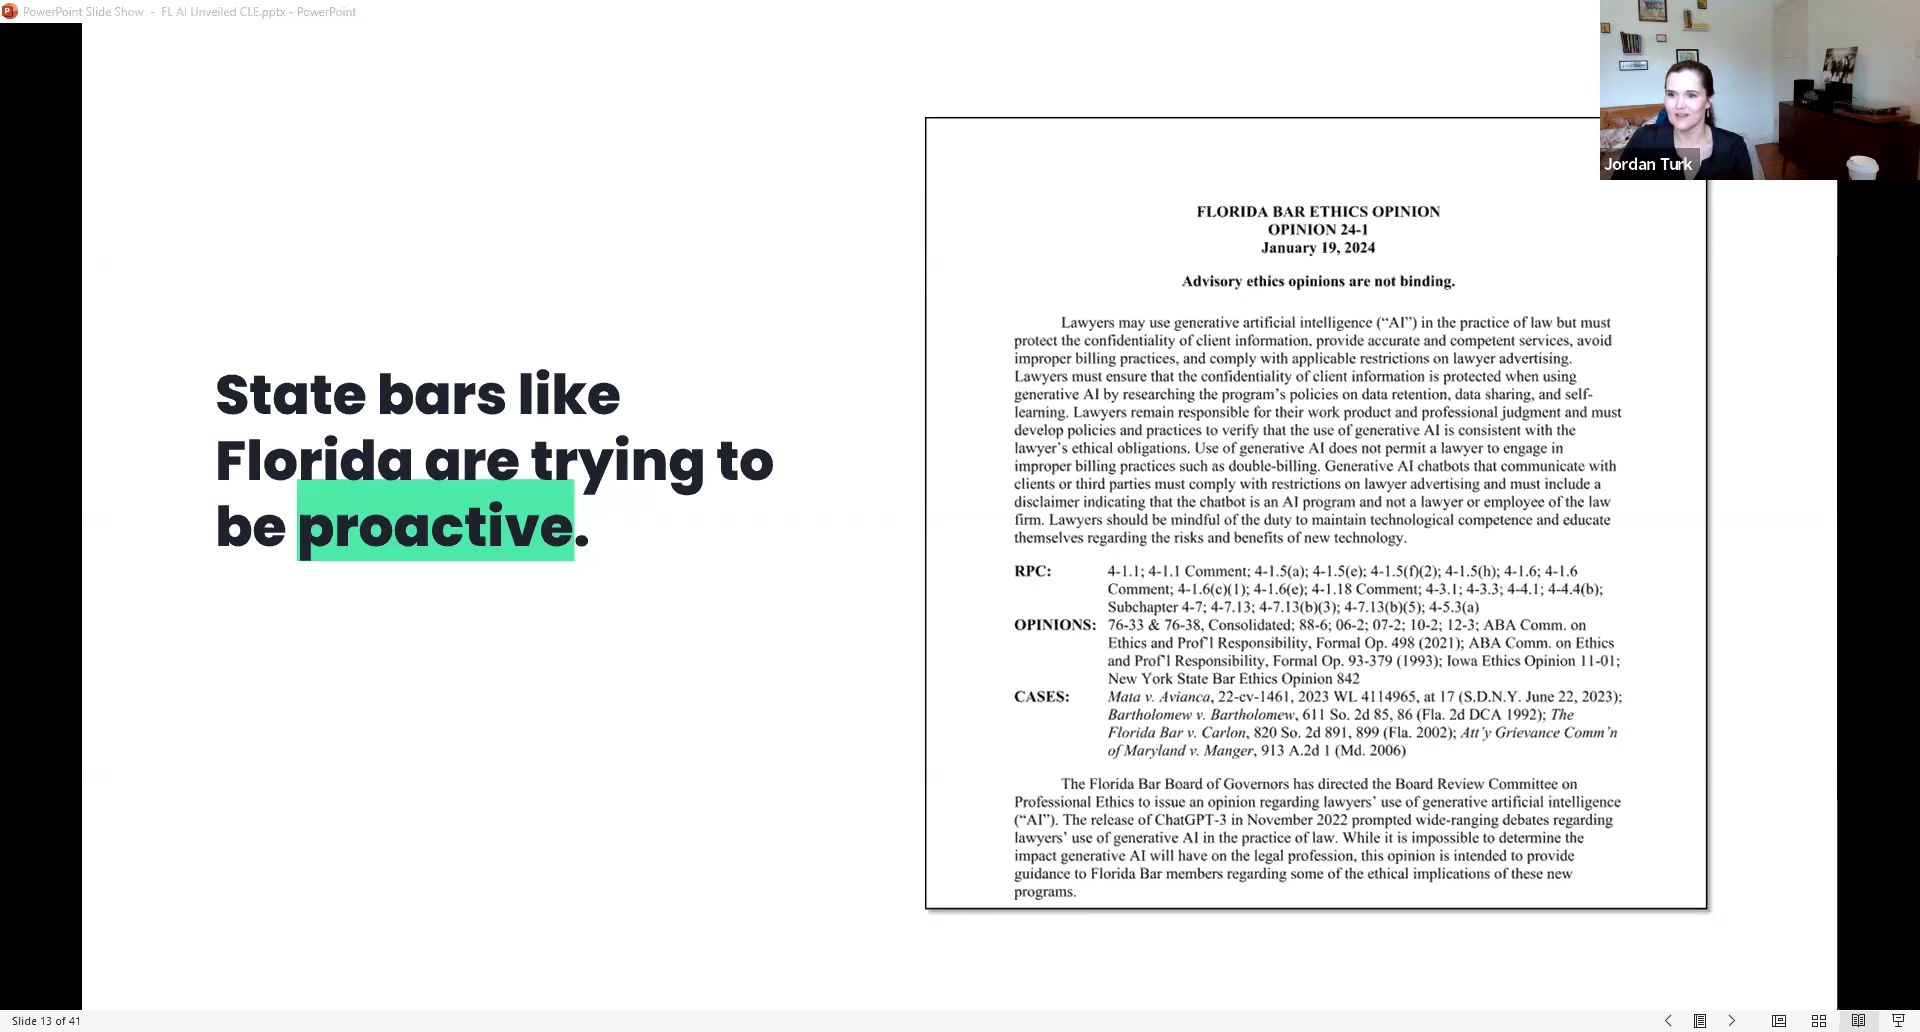 PowerPoint Slide Show - FL AI Unveiled CLE.pptx - PowerPoint
Jordan Turk
State bars like
Florida are trying to
be proactive.
FLORIDA BAR ETHICS OPINION
OPINION 24-1
January 19, 2024
Advisory ethics opinions are not binding.
Lawyers may use generative artificial intelligence (“AI”) in the practice of law but must
protect the confidentiality of client information, provide accurate and competent services, avoid
improper billing practices, and comply with applicable restrictions on lawyer advertising.
Lawyers must ensure that the confidentiality of client information is protected when using
generative AI by researching the program’s policies on data retention, data sharing, and self-
learning. Lawyers remain responsible for their work product and professional judgment and must
develop policies and practices to verify that the use of generative AI is consistent with the
lawyer’s ethical obligations. Use of generative AI does not permit a lawyer to engage in
improper billing practices such as double-billing. Generative AI chatbots that communicate with
clients or third parties must comply with restrictions on lawyer advertising and must include a
disclaimer indicating that the chatbot is an AI program and not a lawyer or employee of the law
firm. Lawyers should be mindful of the duty to maintain technological competence and educate
themselves regarding the risks and benefits of new technology.
RPC: 4-1.1; 4-1.1 Comment; 4-1.5(a); 4-1.5(e); 4-1.5(f)(2); 4-1.5(h); 4-1.6; 4-1.6
Comment; 4-1.6(c)(1); 4-1.6(e); 4-1.18 Comment; 4-3.1; 4-3.3; 4-4.1; 4-4.4(b);
Subchapter 4-7; 4-7.13; 4-7.13(b)(3); 4-7.13(b)(5); 4-5.3(a)
OPINIONS: 76-33 & 76-38, Consolidated; 88-6; 06-2; 07-2; 10-2; 12-3; ABA Comm. on
Ethics and Prof’l Responsibility, Formal Op. 498 (2021); ABA Comm. on Ethics
and Prof’l Responsibility, Formal Op. 93-379 (1993); Iowa Ethics Opinion 11-01;
New York State Bar Ethics Opinion 842
CASES: Mata v. Avianca, 22-cv-1461, 2023 WL 4114965, at 17 (S.D.N.Y. June 22, 2023);
Bartholomew v. Bartholomew, 611 So. 2d 85, 86 (Fla. 2d DCA 1992); The
Florida Bar v. Carlon, 820 So. 2d 891, 899 (Fla. 2002); Att’y Grievance Comm’n
of Maryland v. Manger, 913 A.2d 1 (Md. 2006)
The Florida Bar Board of Governors has directed the Board Review Committee on
Professional Ethics to issue an opinion regarding lawyers’ use of generative artificial intelligence
(“AI”). The release of ChatGPT-3 in November 2022 prompted wide-ranging debates regarding
lawyers’ use of generative AI in the practice of law. While it is impossible to determine the
impact generative AI will have on the legal profession, this opinion is intended to provide
guidance to Florida Bar members regarding some of the ethical implications of these new
programs.
Slide 13 of 41